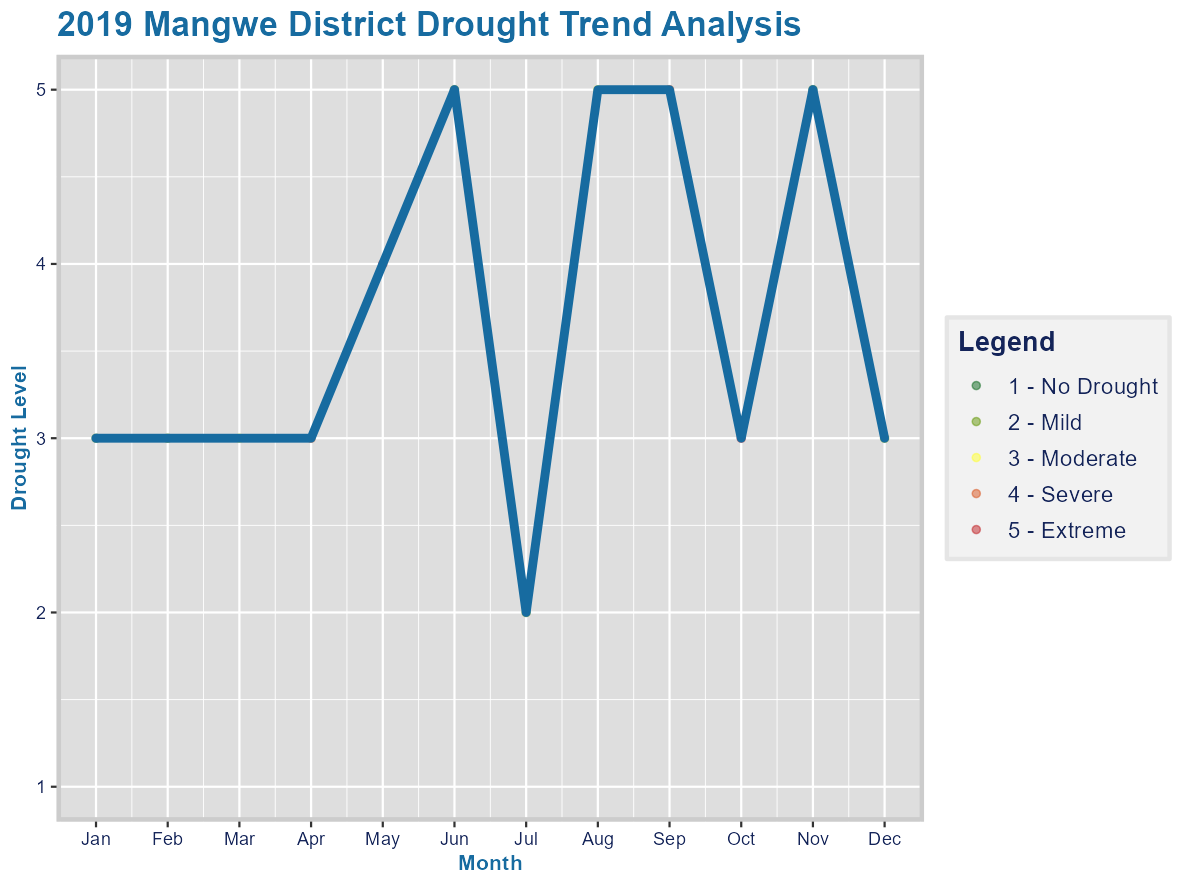 2019 Mangwe District Drought Trend Analysis
Drought Level
5
4
3
2
1
Jan Feb Mar Apr May Jun Jul Aug Sep Oct Nov Dec
Month
Legend
1 - No Drought
2 - Mild
3 - Moderate
4 - Severe
5 - Extreme